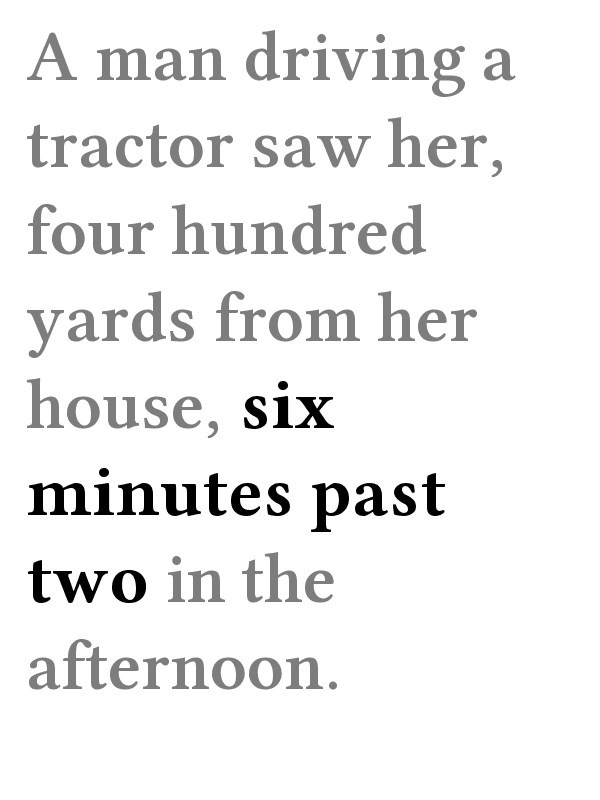 A man driving a
tractor saw her,
four hundred
yards from her
house, six
minutes past
two in the
afternoon.